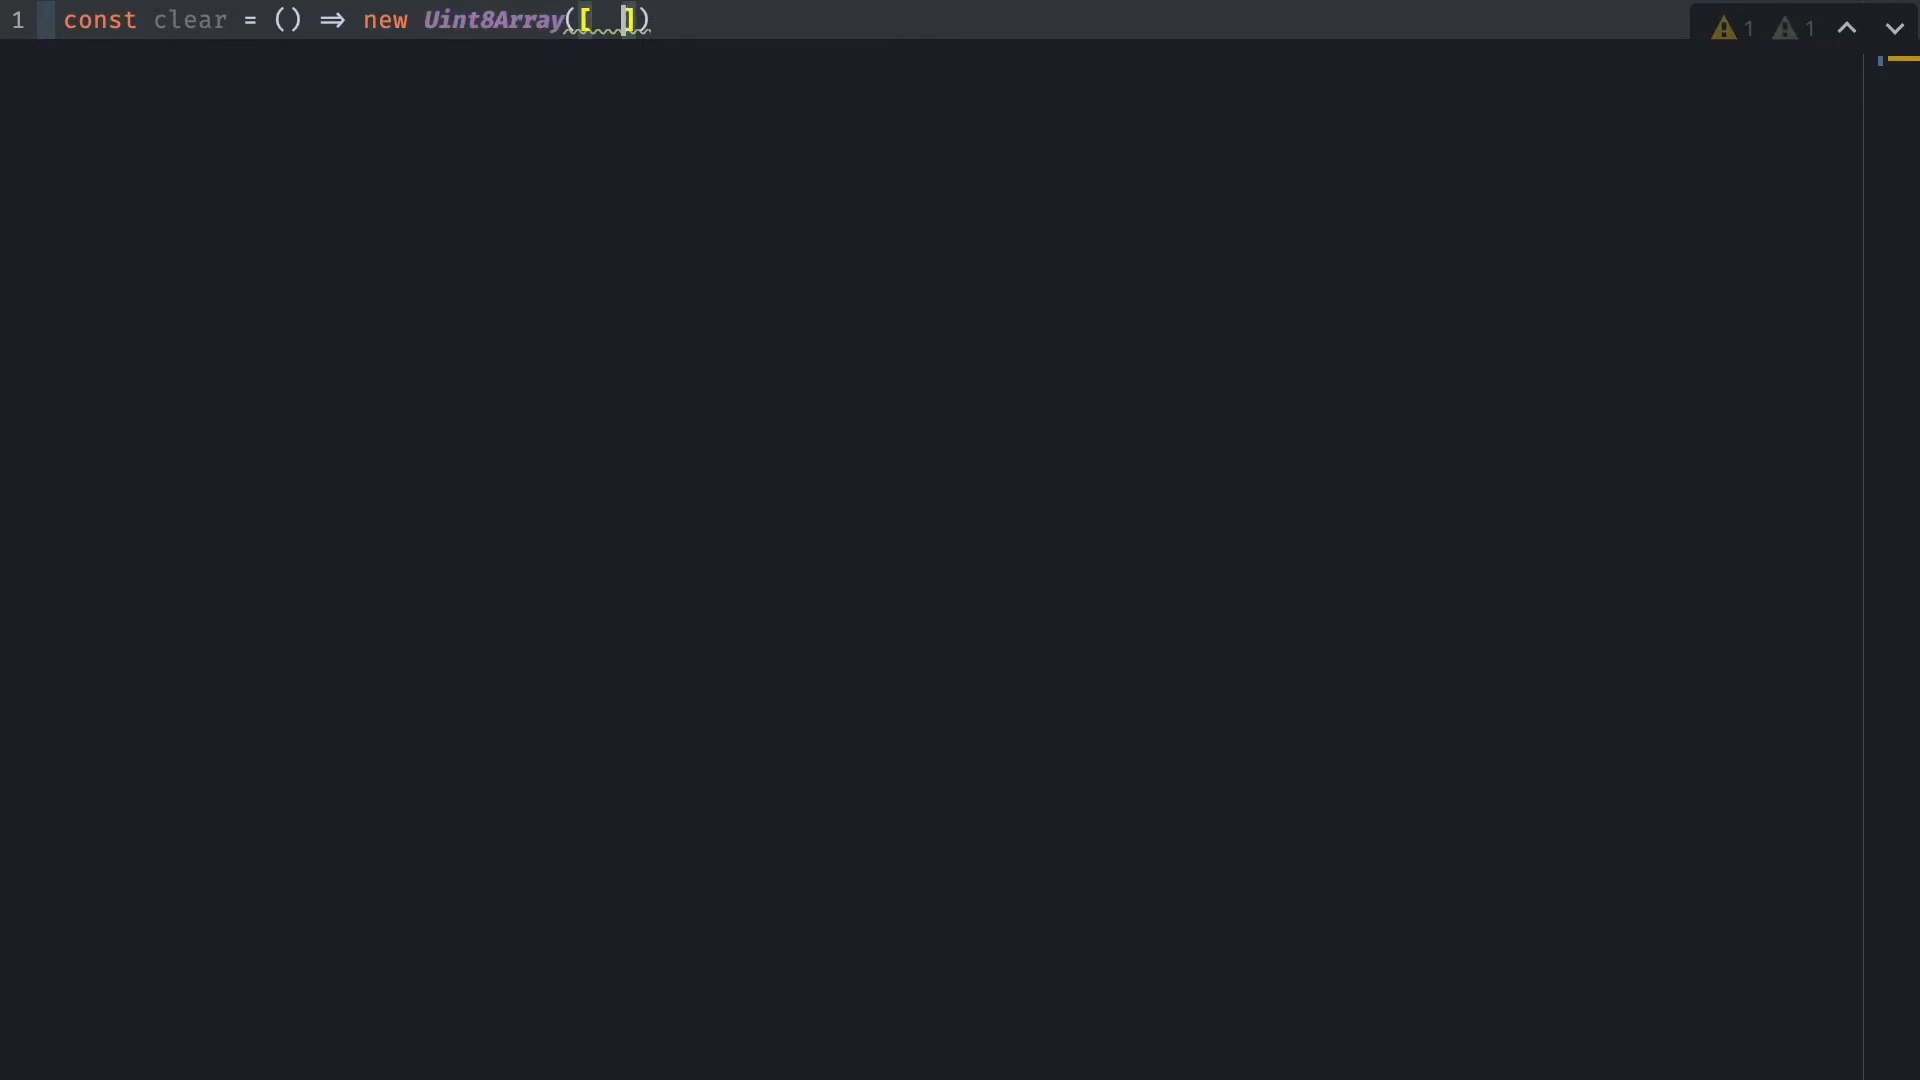 1 const clear = () => new Uint8Array([  ])
1 1